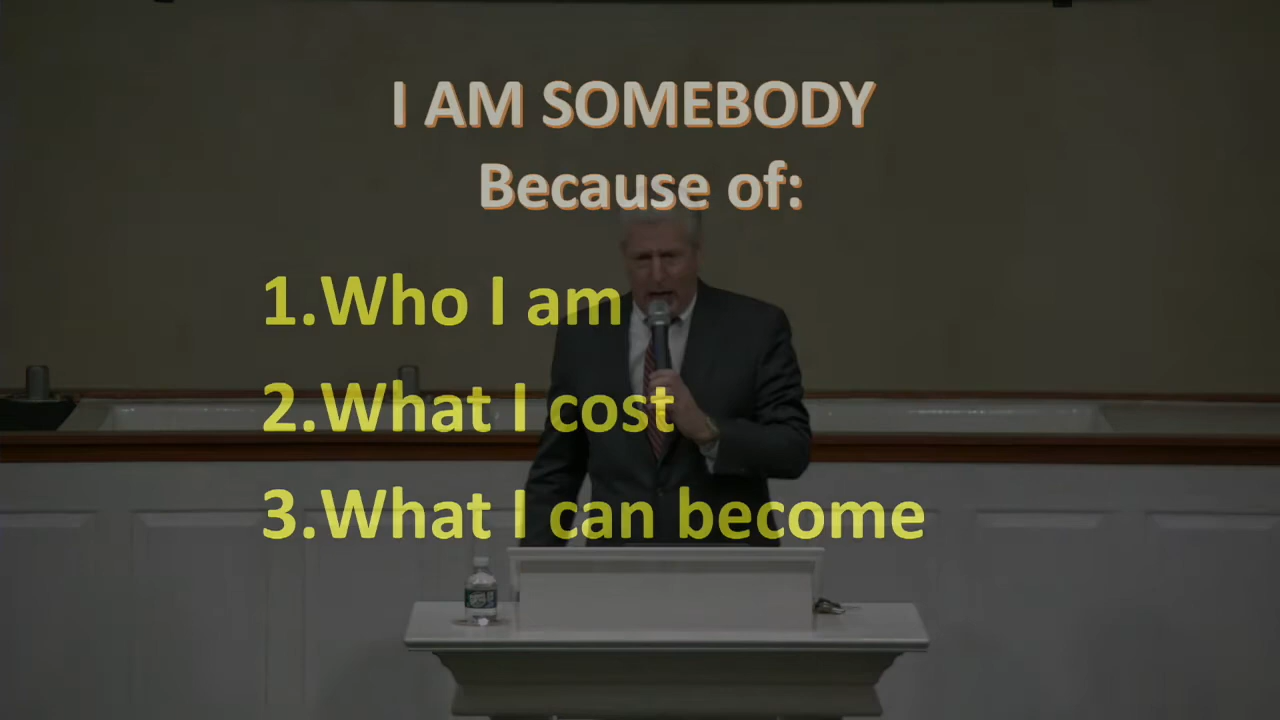 I AM SOMEBODY
Because of:
1.Who I am
2.What I cost
3.What I can become